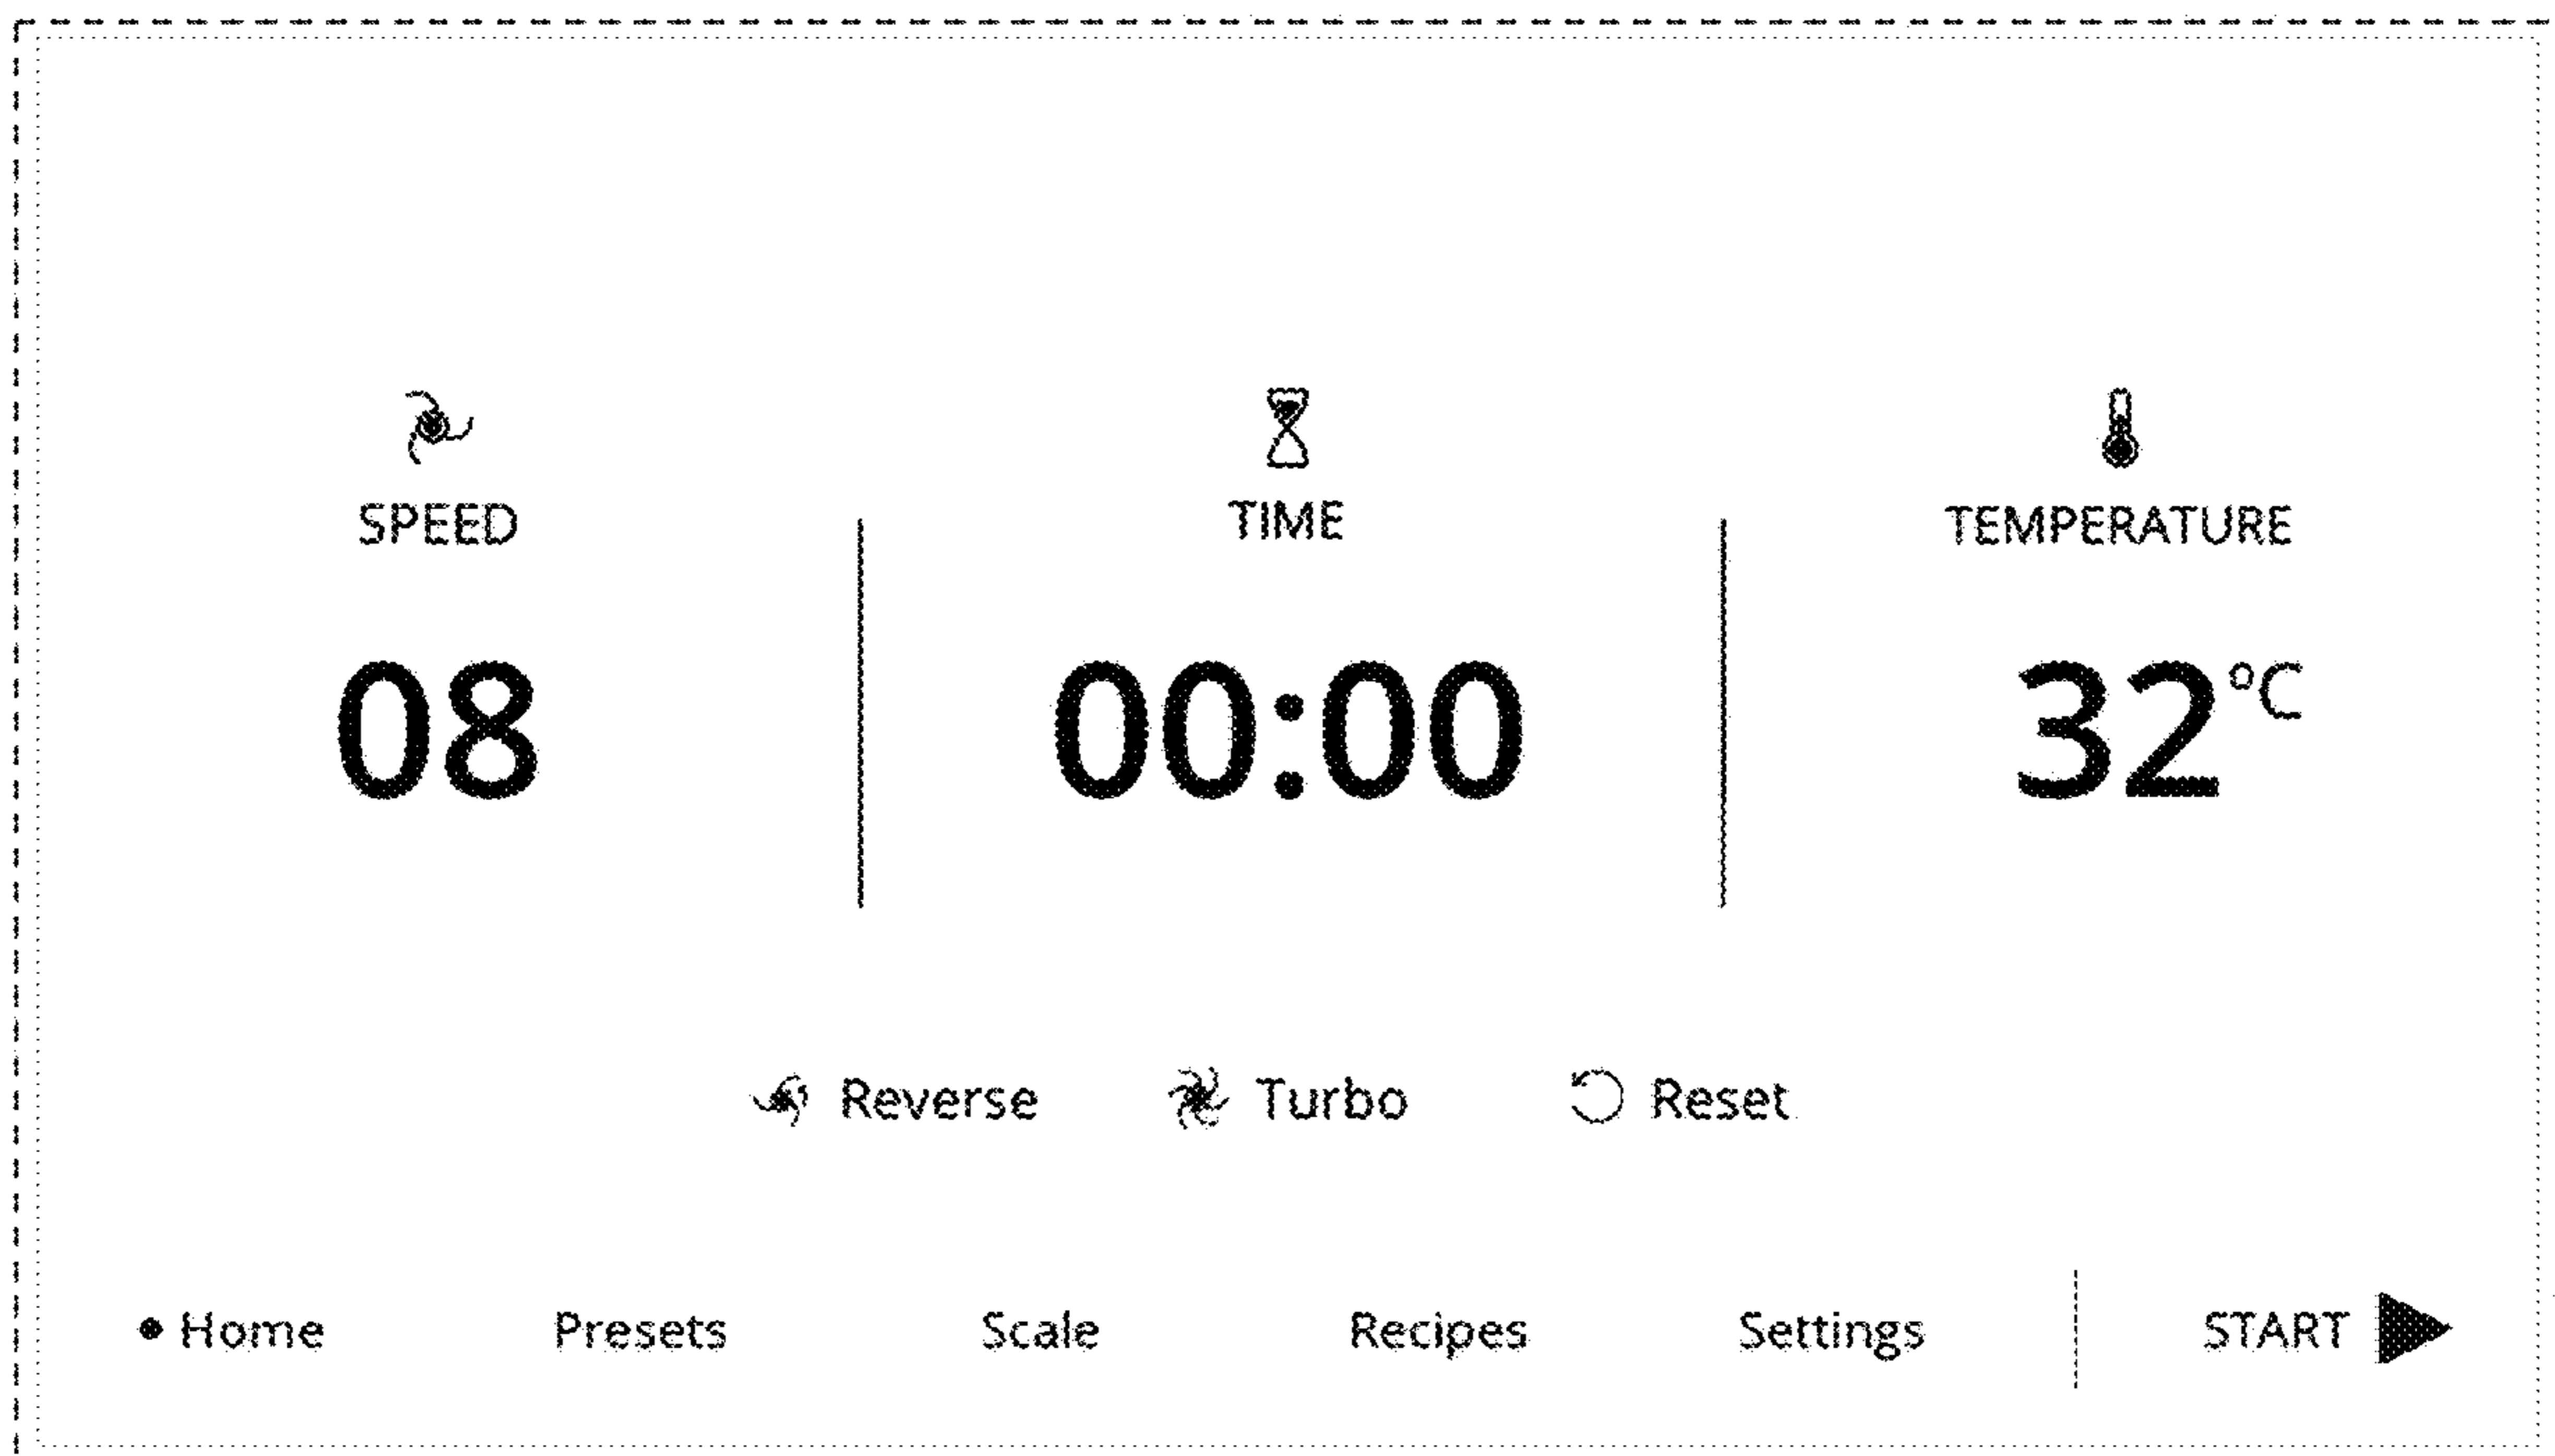 SPEED TIME TEMPERATURE
08 00:00 32°C
Reverse Turbo Reset
Home Presets Scale Recipes Settings START